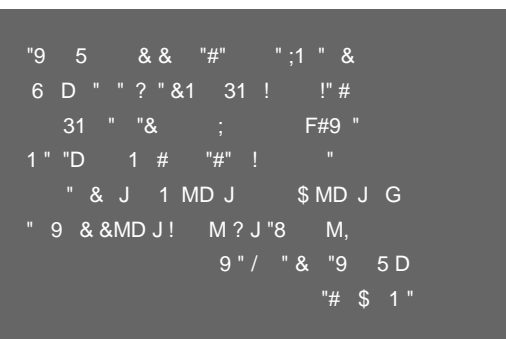 "9 5 & & "#" " ;1 " &
6 D " " ? " &1 31 ! !" #
31 " "& ; F#9 "
1 " "D 1 # "#" ! "
" & J 1 MD J $ MD J G
" 9 & &MD J ! M ? J "8 M,
9 " / " & "9 5 D
"# $ 1 "